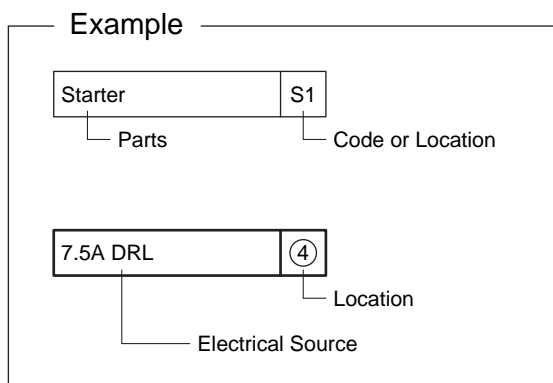 Example
Starter S1
Parts Code or Location
7.5A DRL ④
Location
Electrical Source